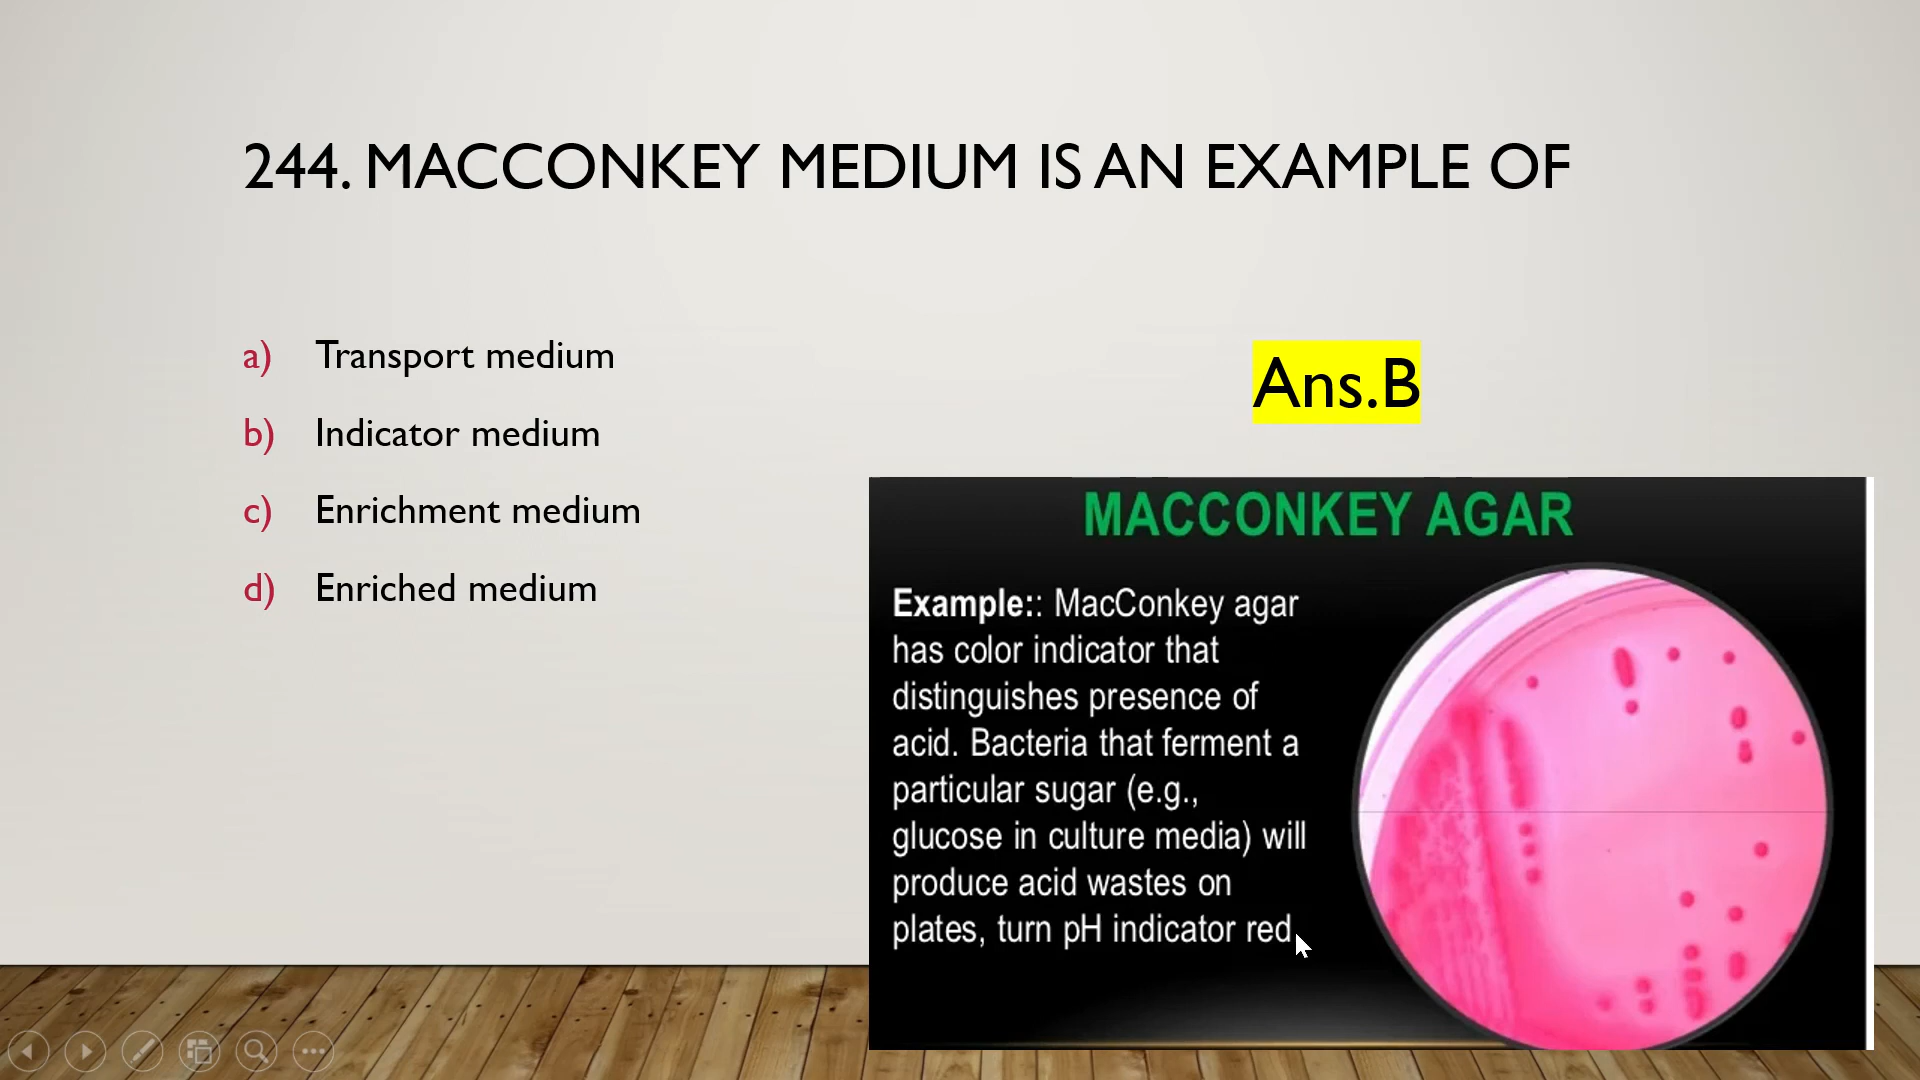 244. MACCONKEY MEDIUM IS AN EXAMPLE OF
a) Transport medium
b) Indicator medium
c) Enrichment medium
d) Enriched medium
Ans.B
MACCONKEY AGAR
Example:: MacConkey agar
has color indicator that
distinguishes presence of
acid. Bacteria that ferment a
particular sugar (e.g.,
glucose in culture media) will
produce acid wastes on
plates, turn pH indicator red.